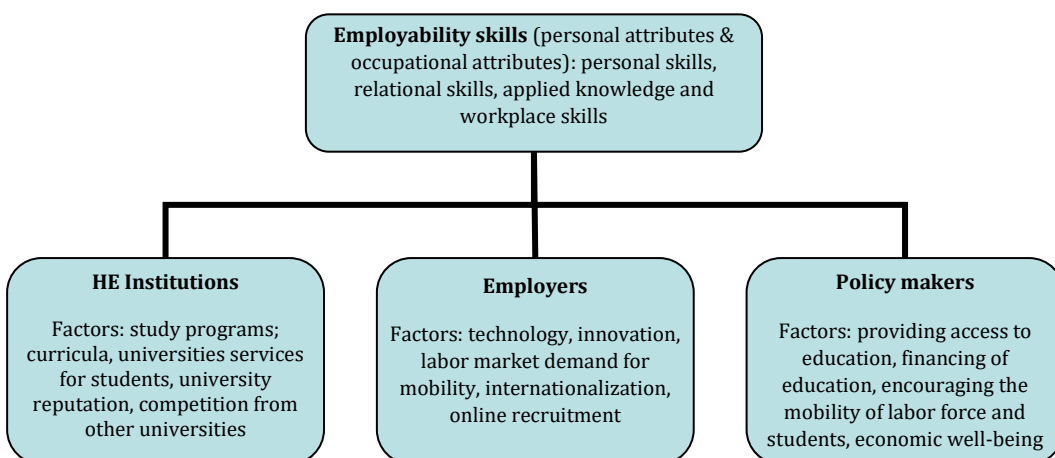 Employability skills (personal attributes &
occupational attributes): personal skills,
relational skills, applied knowledge and
workplace skills
HE Institutions
Factors: study programs;
curricula, universities services
for students, university
reputation, competition from
other universities
Employers
Factors: technology, innovation,
labor market demand for
mobility, internationalization,
online recruitment
Policy makers
Factors: providing access to
education, financing of
education, encouraging the
mobility of labor force and
students, economic well-being